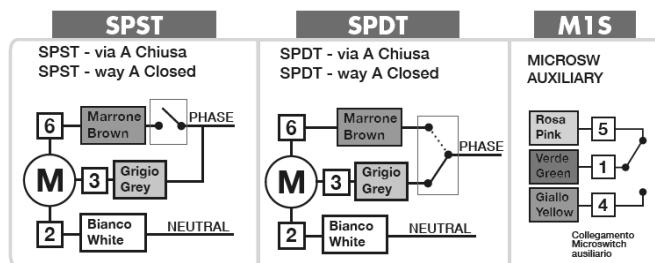 SPST
SPST - via A Chiusa
SPST - way A Closed
6
Marrone
Brown
PHASE
M
3
Grigio
Grey
2
Bianco
White
NEUTRAL
SPDT
SPDT - via A Chiusa
SPDT - way A Closed
6
Marrone
Brown
PHASE
M
3
Grigio
Grey
2
Bianco
White
NEUTRAL
M1S
MICROSW
AUXILIARY
Rosa
Pink
5
Verde
Green
1
Giallo
Yellow
4
Collegamento
Microswitch
ausiliario